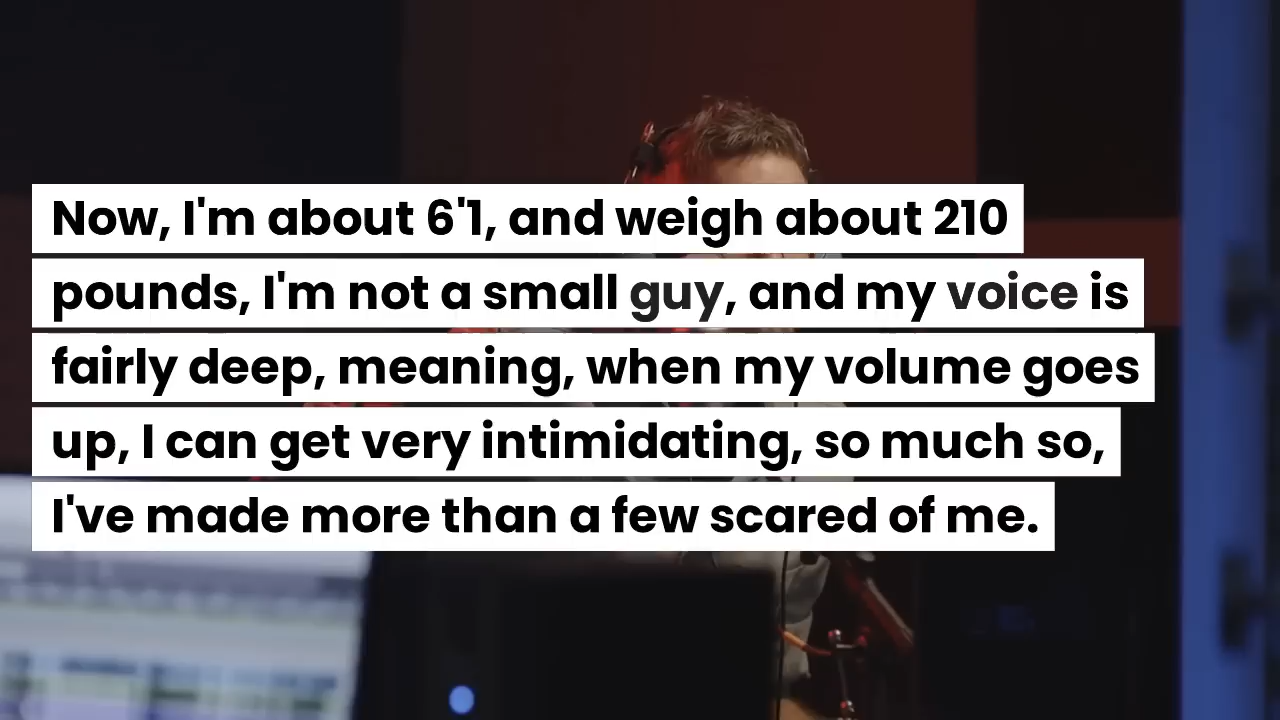 Now, I'm about 6'1, and weigh about 210
pounds, I'm not a small guy, and my voice is
fairly deep, meaning, when my volume goes
up, I can get very intimidating, so much so,
I've made more than a few scared of me.